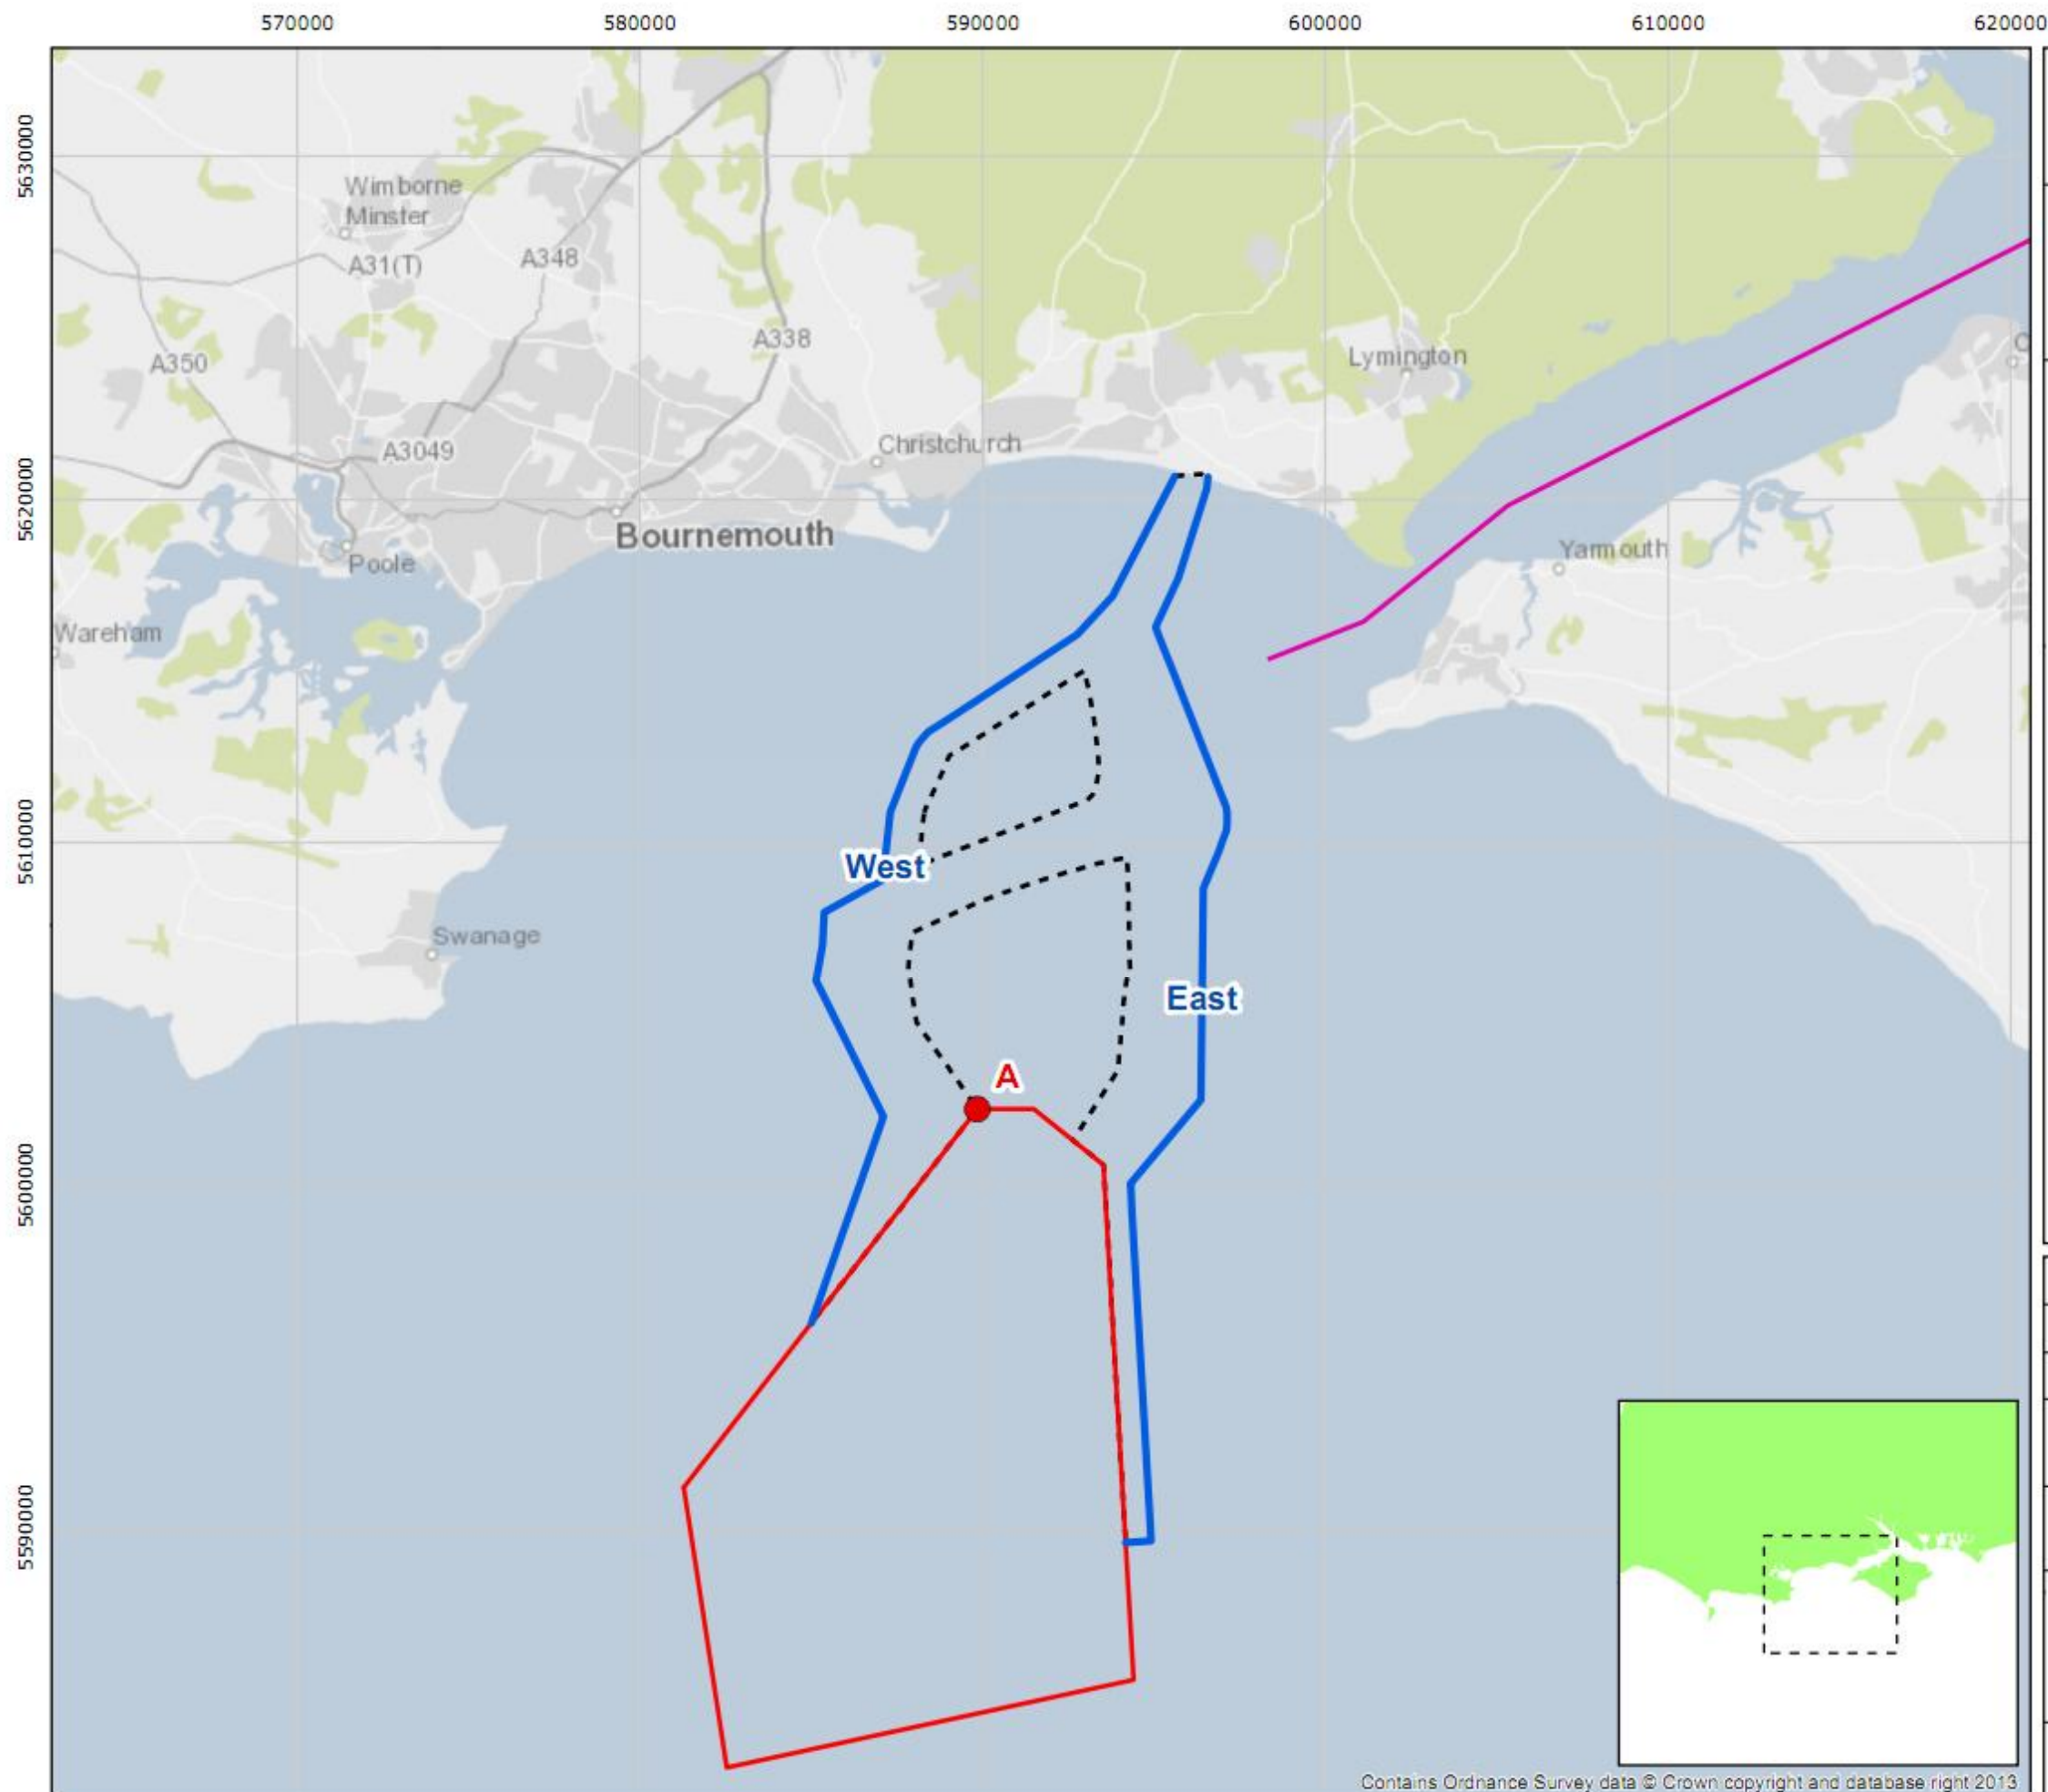 570000 580000 590000 600000 610000 620000
5630000
5620000
5610000
5600000
5590000
Wimborne
Minster
A31(T)
A348
A338
A350
Lymington
A3049
Christchurch
Bournemouth
Yarmouth
Poole
Wareham
West
Swanage
East
A
Contains Ordnance Survey data © Crown copyright and database right 2013